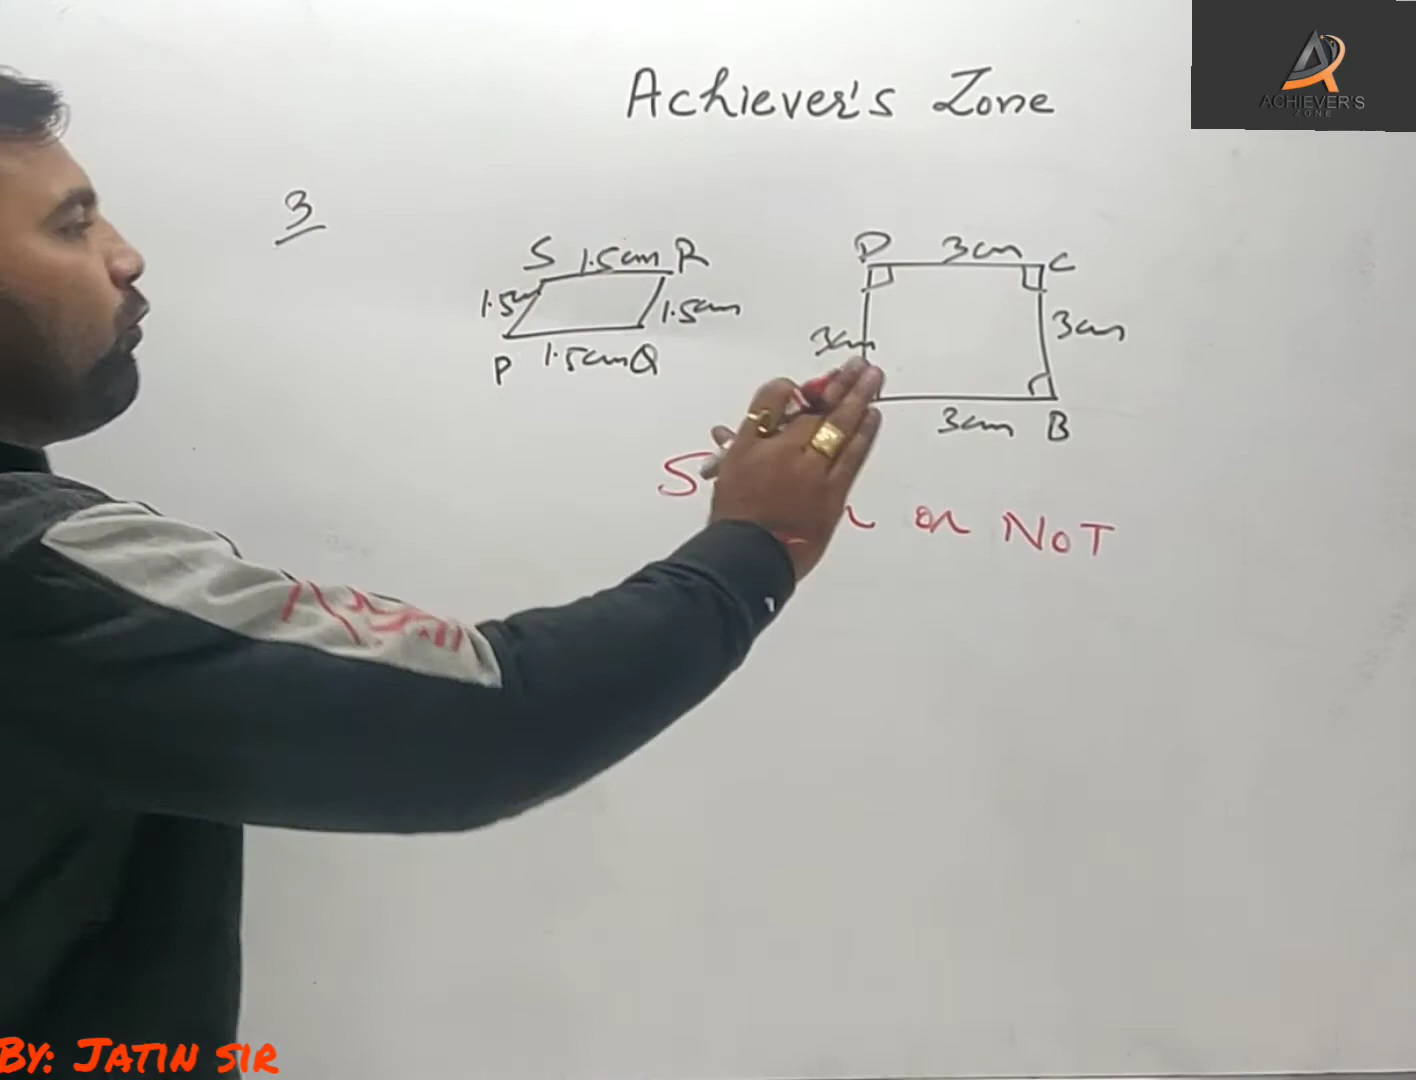 Achiever's Zone
ACHIEVER'S
ZONE
3
S 1.5cm R
1.5cm 1.5cm
P 1.5cm Q
D 3cm C
3cm 3cm
3cm B
or NOT
By: Jatin sir